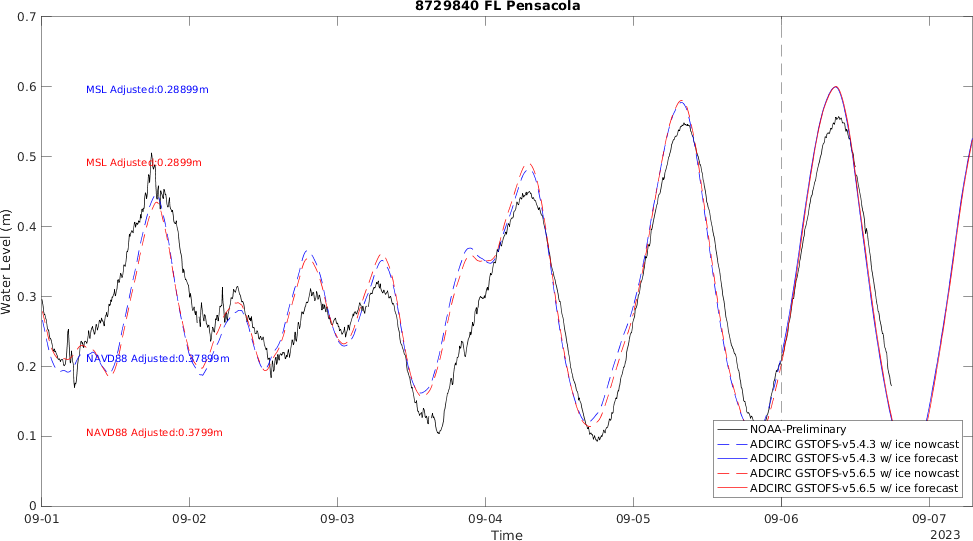 8729840 FL Pensacola
0.7
0.6
0.5
0.4
0.3
0.2
0.1
0
Water Level (m)
MSL Adjusted:0.28899m
MSL Adjusted:0.2899m
NAVD88 Adjusted:0.37899m
NAVD88 Adjusted:0.3799m
NOAA-Preliminary
ADCIRC GSTOFS-v5.4.3 w/ ice nowcast
ADCIRC GSTOFS-v5.4.3 w/ ice forecast
ADCIRC GSTOFS-v5.6.5 w/ ice nowcast
ADCIRC GSTOFS-v5.6.5 w/ ice forecast
09-01 09-02 09-03 09-04 09-05 09-06 09-07
Time
2023